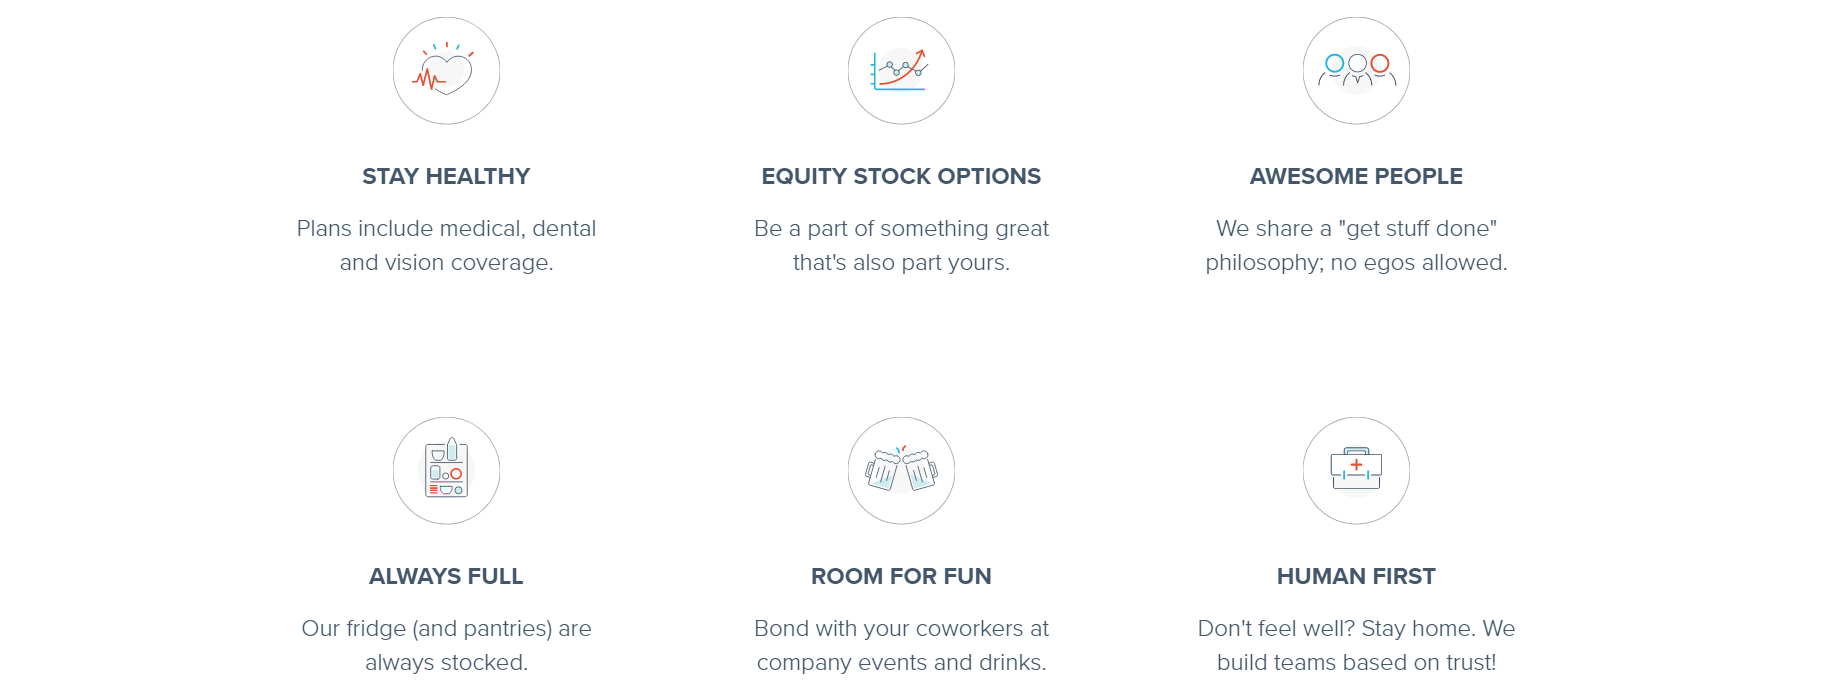 STAY HEALTHY
Plans include medical, dental
and vision coverage.
EQUITY STOCK OPTIONS
Be a part of something great
that's also part yours.
AWESOME PEOPLE
We share a "get stuff done"
philosophy; no egos allowed.
ALWAYS FULL
Our fridge (and pantries) are
always stocked.
ROOM FOR FUN
Bond with your coworkers at
company events and drinks.
HUMAN FIRST
Don't feel well? Stay home. We
build teams based on trust!